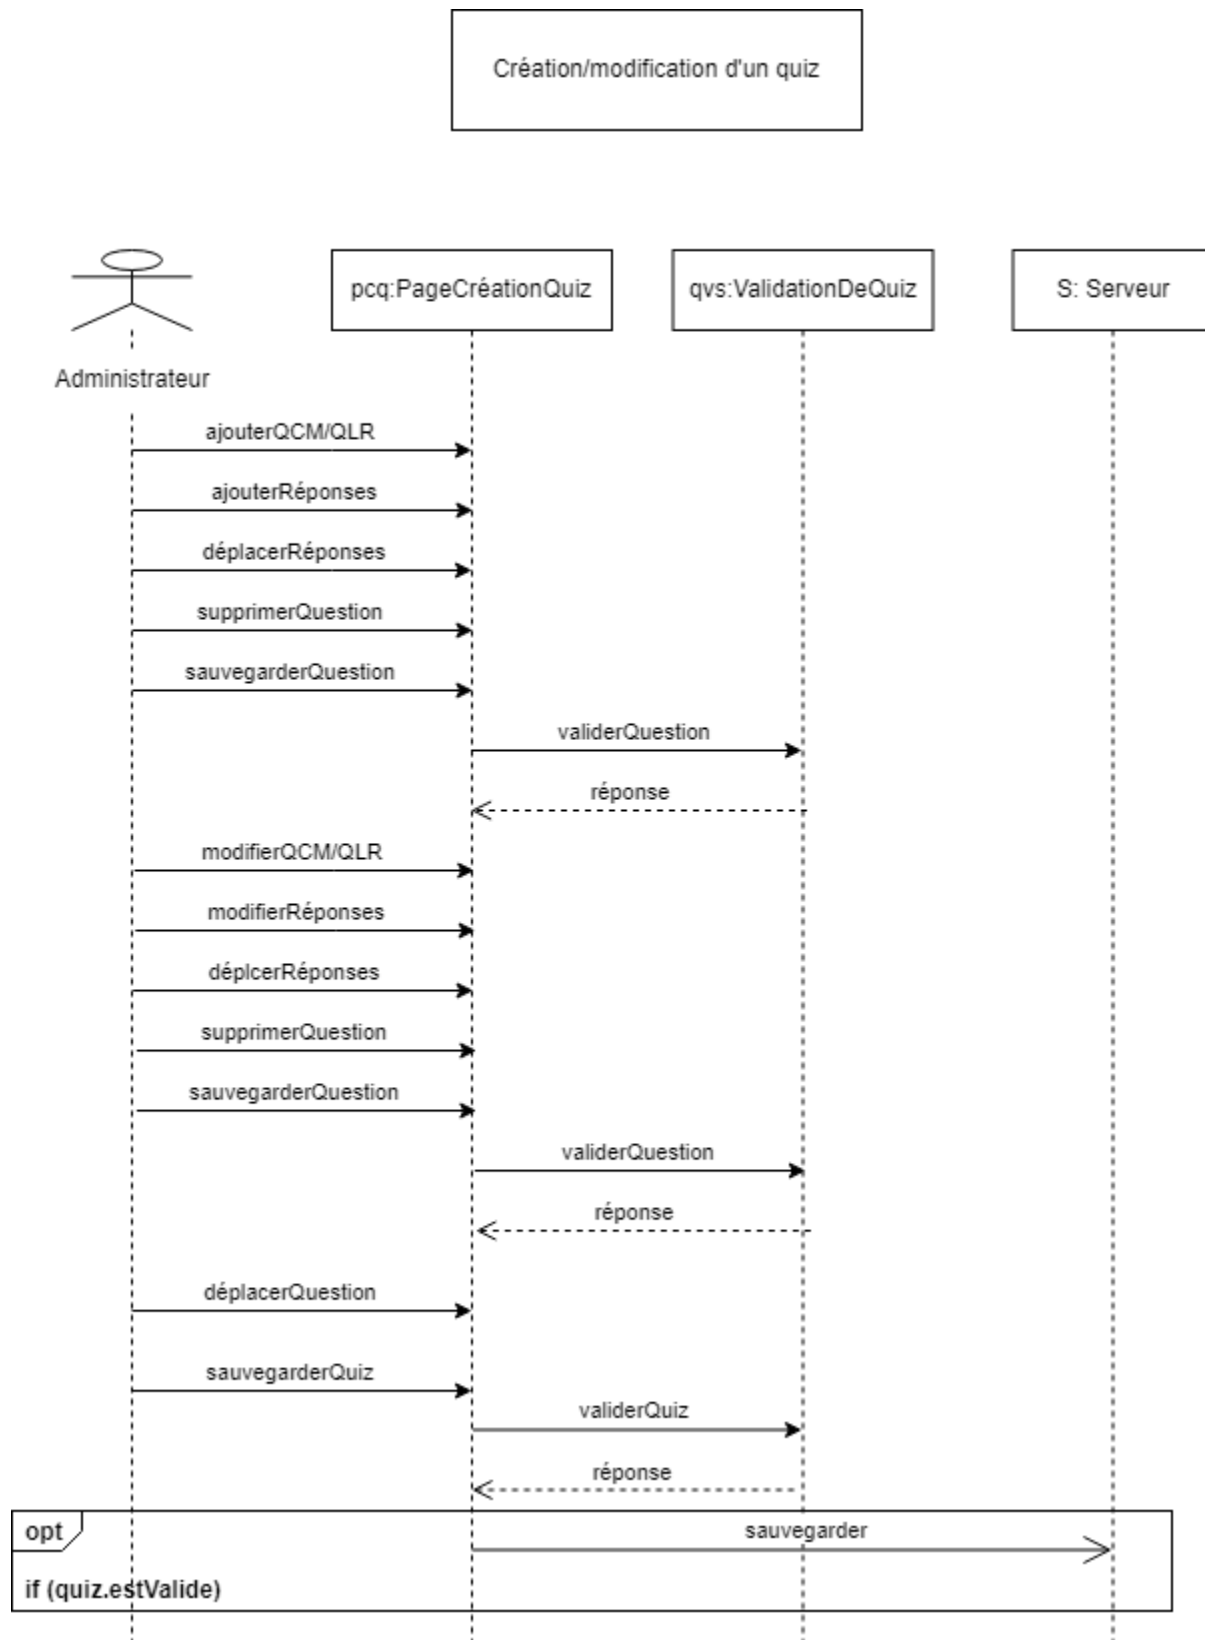 Création/modification d'un quiz
pcq:PageCréationQuiz
qvs:ValidationDeQuiz
S: Serveur
Administrateur
ajouterQCM/QLR
ajouterRéponses
déplacerRéponses
supprimerQuestion
sauvegarderQuestion
validerQuestion
réponse
modifierQCM/QLR
modifierRéponses
déplcerRéponses
supprimerQuestion
sauvegarderQuestion
validerQuestion
réponse
déplacerQuestion
sauvegarderQuiz
validerQuiz
réponse
opt
sauvegarder
if (quiz.estValide)